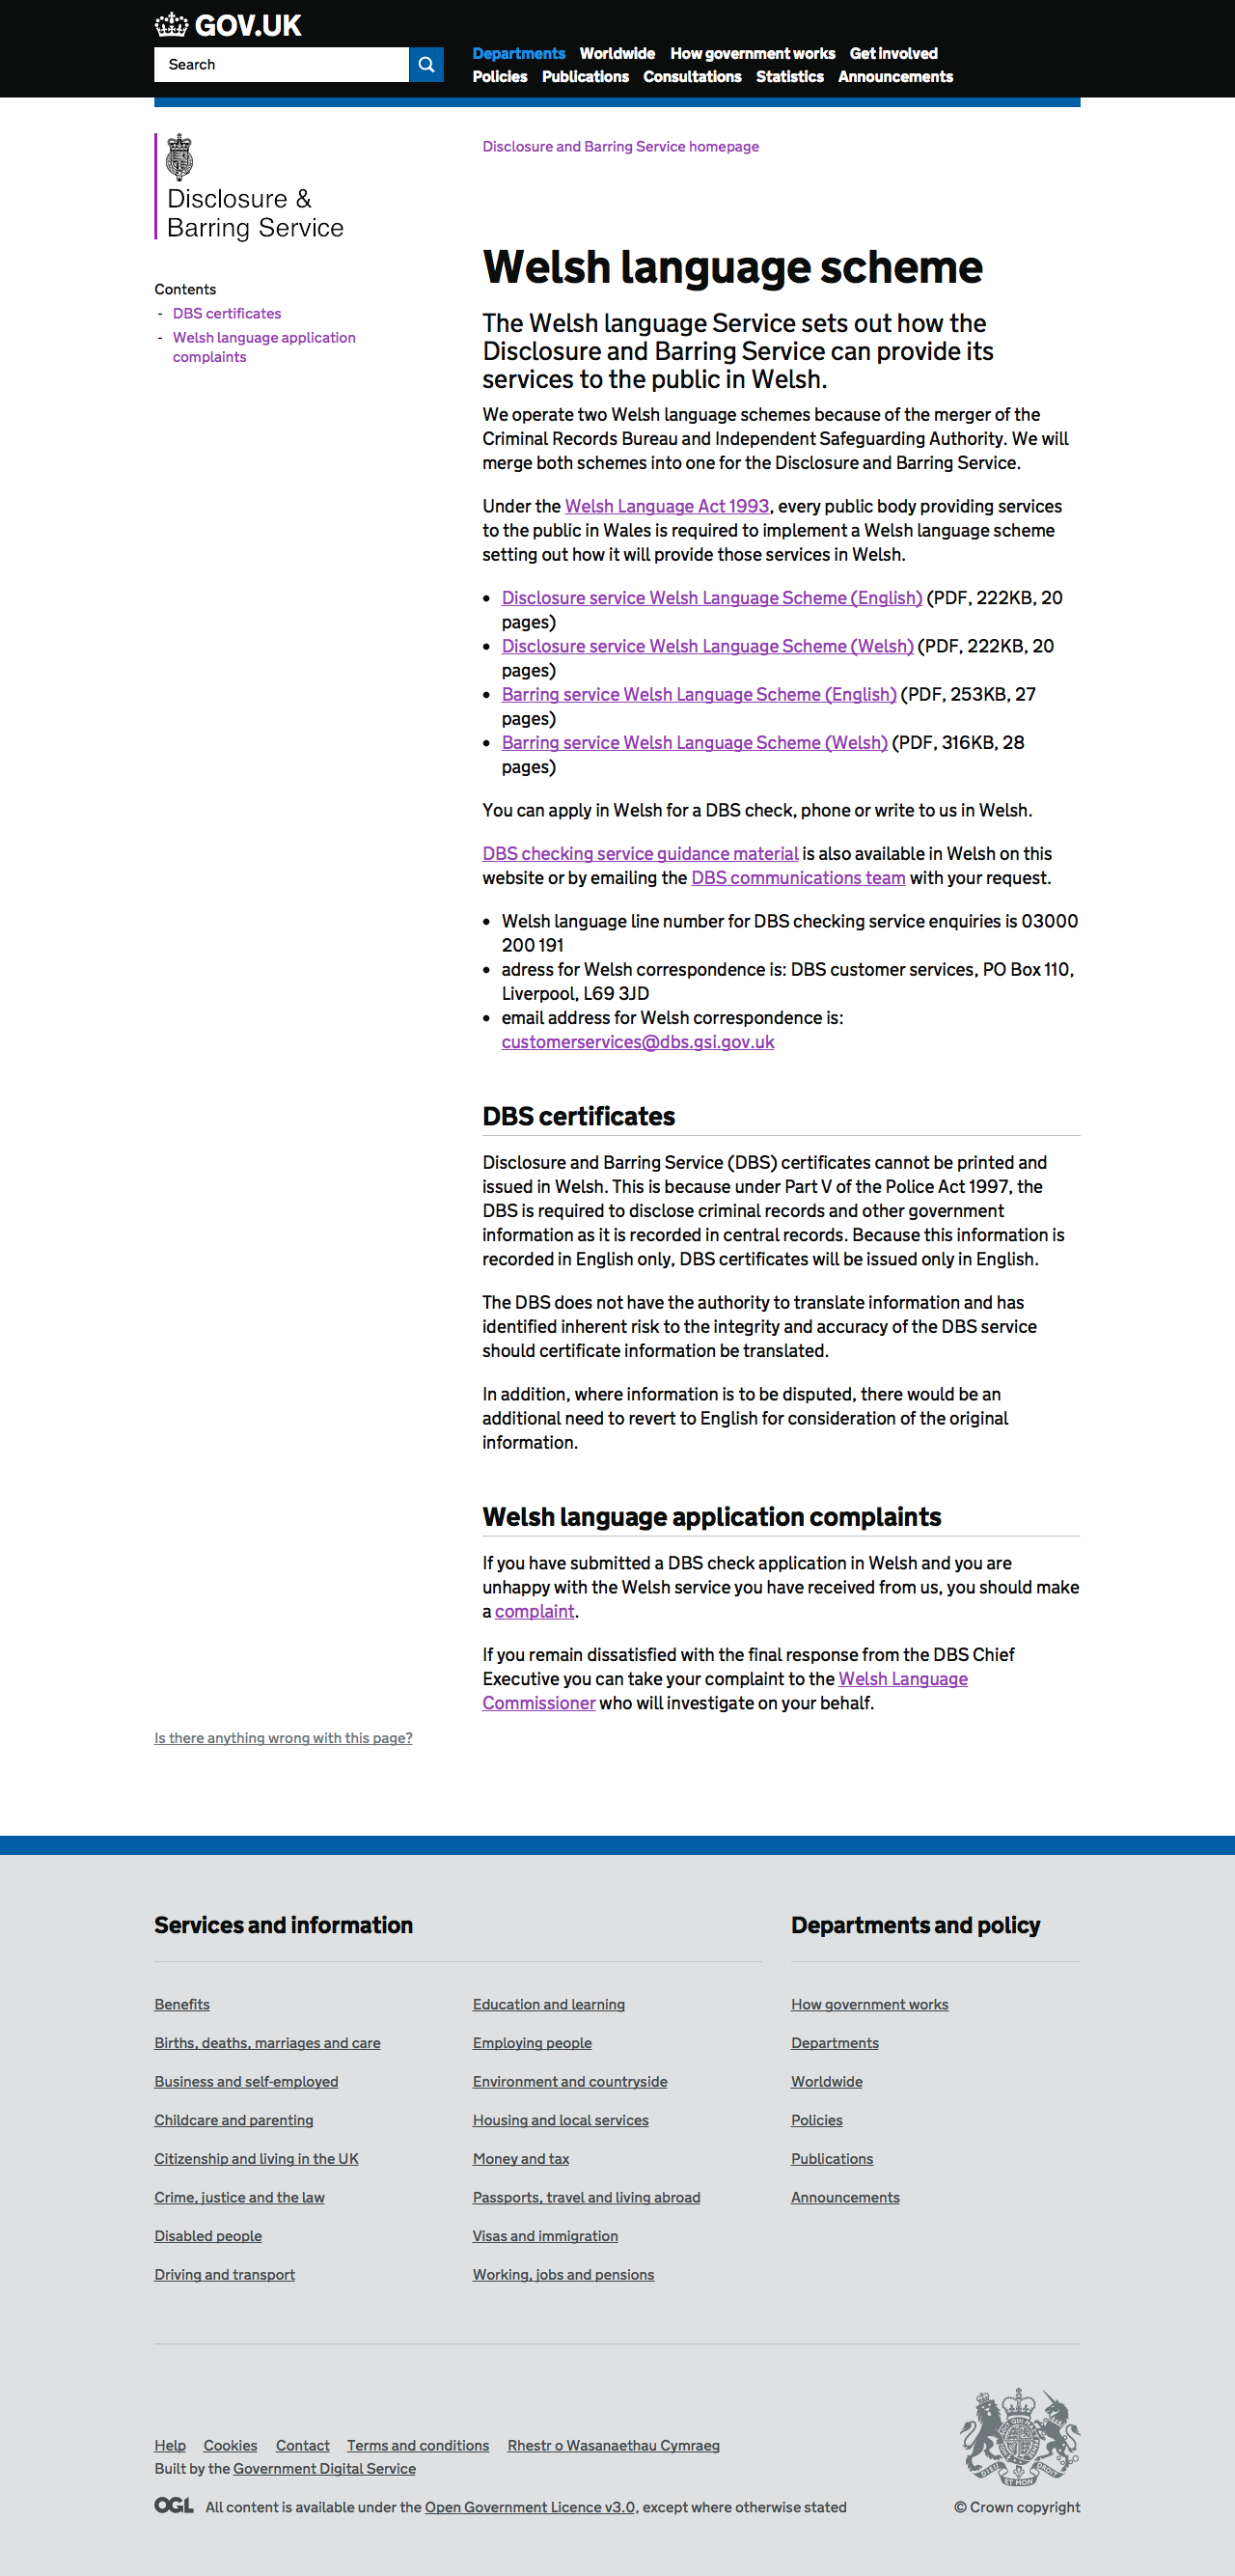 GOV.UK
Search
Departments Worldwide How government works Get involved
Policies Publications Consultations Statistics Announcements
Disclosure &
Barring Service
Disclosure and Barring Service homepage
Contents
- DBS certificates
- Welsh language application
complaints
Welsh language scheme
The Welsh language Service sets out how the
Disclosure and Barring Service can provide its
services to the public in Welsh.
We operate two Welsh language schemes because of the merger of the
Criminal Records Bureau and Independent Safeguarding Authority. We will
merge both schemes into one for the Disclosure and Barring Service.
Under the Welsh Language Act 1993, every public body providing services
to the public in Wales is required to implement a Welsh language scheme
setting out how it will provide those services in Welsh.
• Disclosure service Welsh Language Scheme (English) (PDF, 222KB, 20
pages)
• Disclosure service Welsh Language Scheme (Welsh) (PDF, 222KB, 20
pages)
• Barring service Welsh Language Scheme (English) (PDF, 253KB, 27
pages)
• Barring service Welsh Language Scheme (Welsh) (PDF, 316KB, 28
pages)
You can apply in Welsh for a DBS check, phone or write to us in Welsh.
DBS checking service guidance material is also available in Welsh on this
website or by emailing the DBS communications team with your request.
• Welsh language line number for DBS checking service enquiries is 03000
200 191
• adress for Welsh correspondence is: DBS customer services, PO Box 110,
Liverpool, L69 3JD
• email address for Welsh correspondence is:
customerservices@dbs.gsi.gov.uk
DBS certificates
Disclosure and Barring Service (DBS) certificates cannot be printed and
issued in Welsh. This is because under Part V of the Police Act 1997, the
DBS is required to disclose criminal records and other government
information as it is recorded in central records. Because this information is
recorded in English only, DBS certificates will be issued only in English.
The DBS does not have the authority to translate information and has
identified inherent risk to the integrity and accuracy of the DBS service
should certificate information be translated.
In addition, where information is to be disputed, there would be an
additional need to revert to English for consideration of the original
information.
Welsh language application complaints
If you have submitted a DBS check application in Welsh and you are
unhappy with the Welsh service you have received from us, you should make
a complaint.
If you remain dissatisfied with the final response from the DBS Chief
Executive you can take your complaint to the Welsh Language
Commissioner who will investigate on your behalf.
Is there anything wrong with this page?
Services and information
Benefits
Births, deaths, marriages and care
Business and self-employed
Childcare and parenting
Citizenship and living in the UK
Crime, justice and the law
Disabled people
Driving and transport
Education and learning
Employing people
Environment and countryside
Housing and local services
Money and tax
Passports, travel and living abroad
Visas and immigration
Working, jobs and pensions
Departments and policy
How government works
Departments
Worldwide
Policies
Publications
Announcements
Help Cookies Contact Terms and conditions Rhestr o Wasanaethau Cymraeg
Built by the Government Digital Service
OGL All content is available under the Open Government Licence v3.0, except where otherwise stated
DIEU ET MON DROIT
© Crown copyright